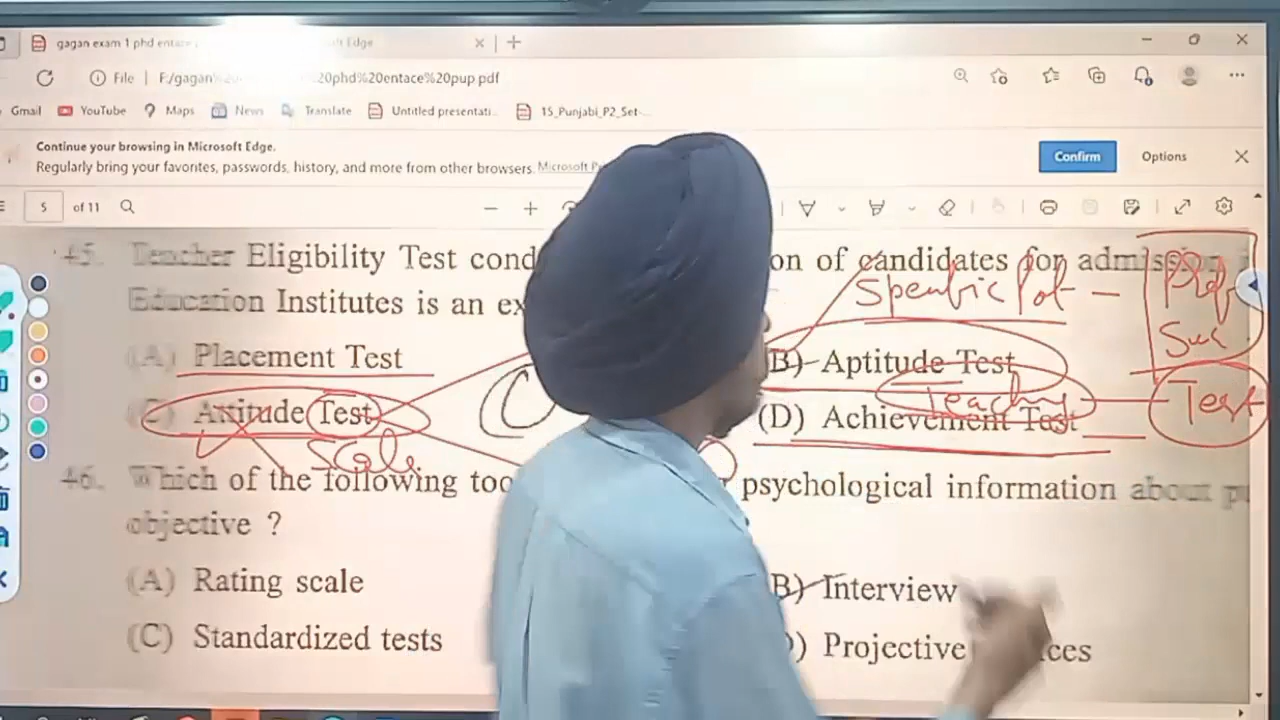 gagan exam 1 phd entace
t Edge
File
F:/gagan
20phd%20entace%20pup.pdf
Gmail YouTube Maps News Translate Untitled presentati.. 15_Punjabi_P2_Set-...
Continue your browsing in Microsoft Edge.
Regularly bring your favorites, passwords, history, and more from other browsers. Microsoft
Confirm Options
5 of 11
45. Teacher Eligibility Test cond on of candidates for admission
Education Institutes is an ex
(A) Placement Test
(B) Aptitude Test
(C) Attitude Test
(D) Achievement Test
Scale
Teaching
Test
46. Which of the following too psychological information about
objective ?
(A) Rating scale
(B) Interview
(C) Standardized tests
Projective ces